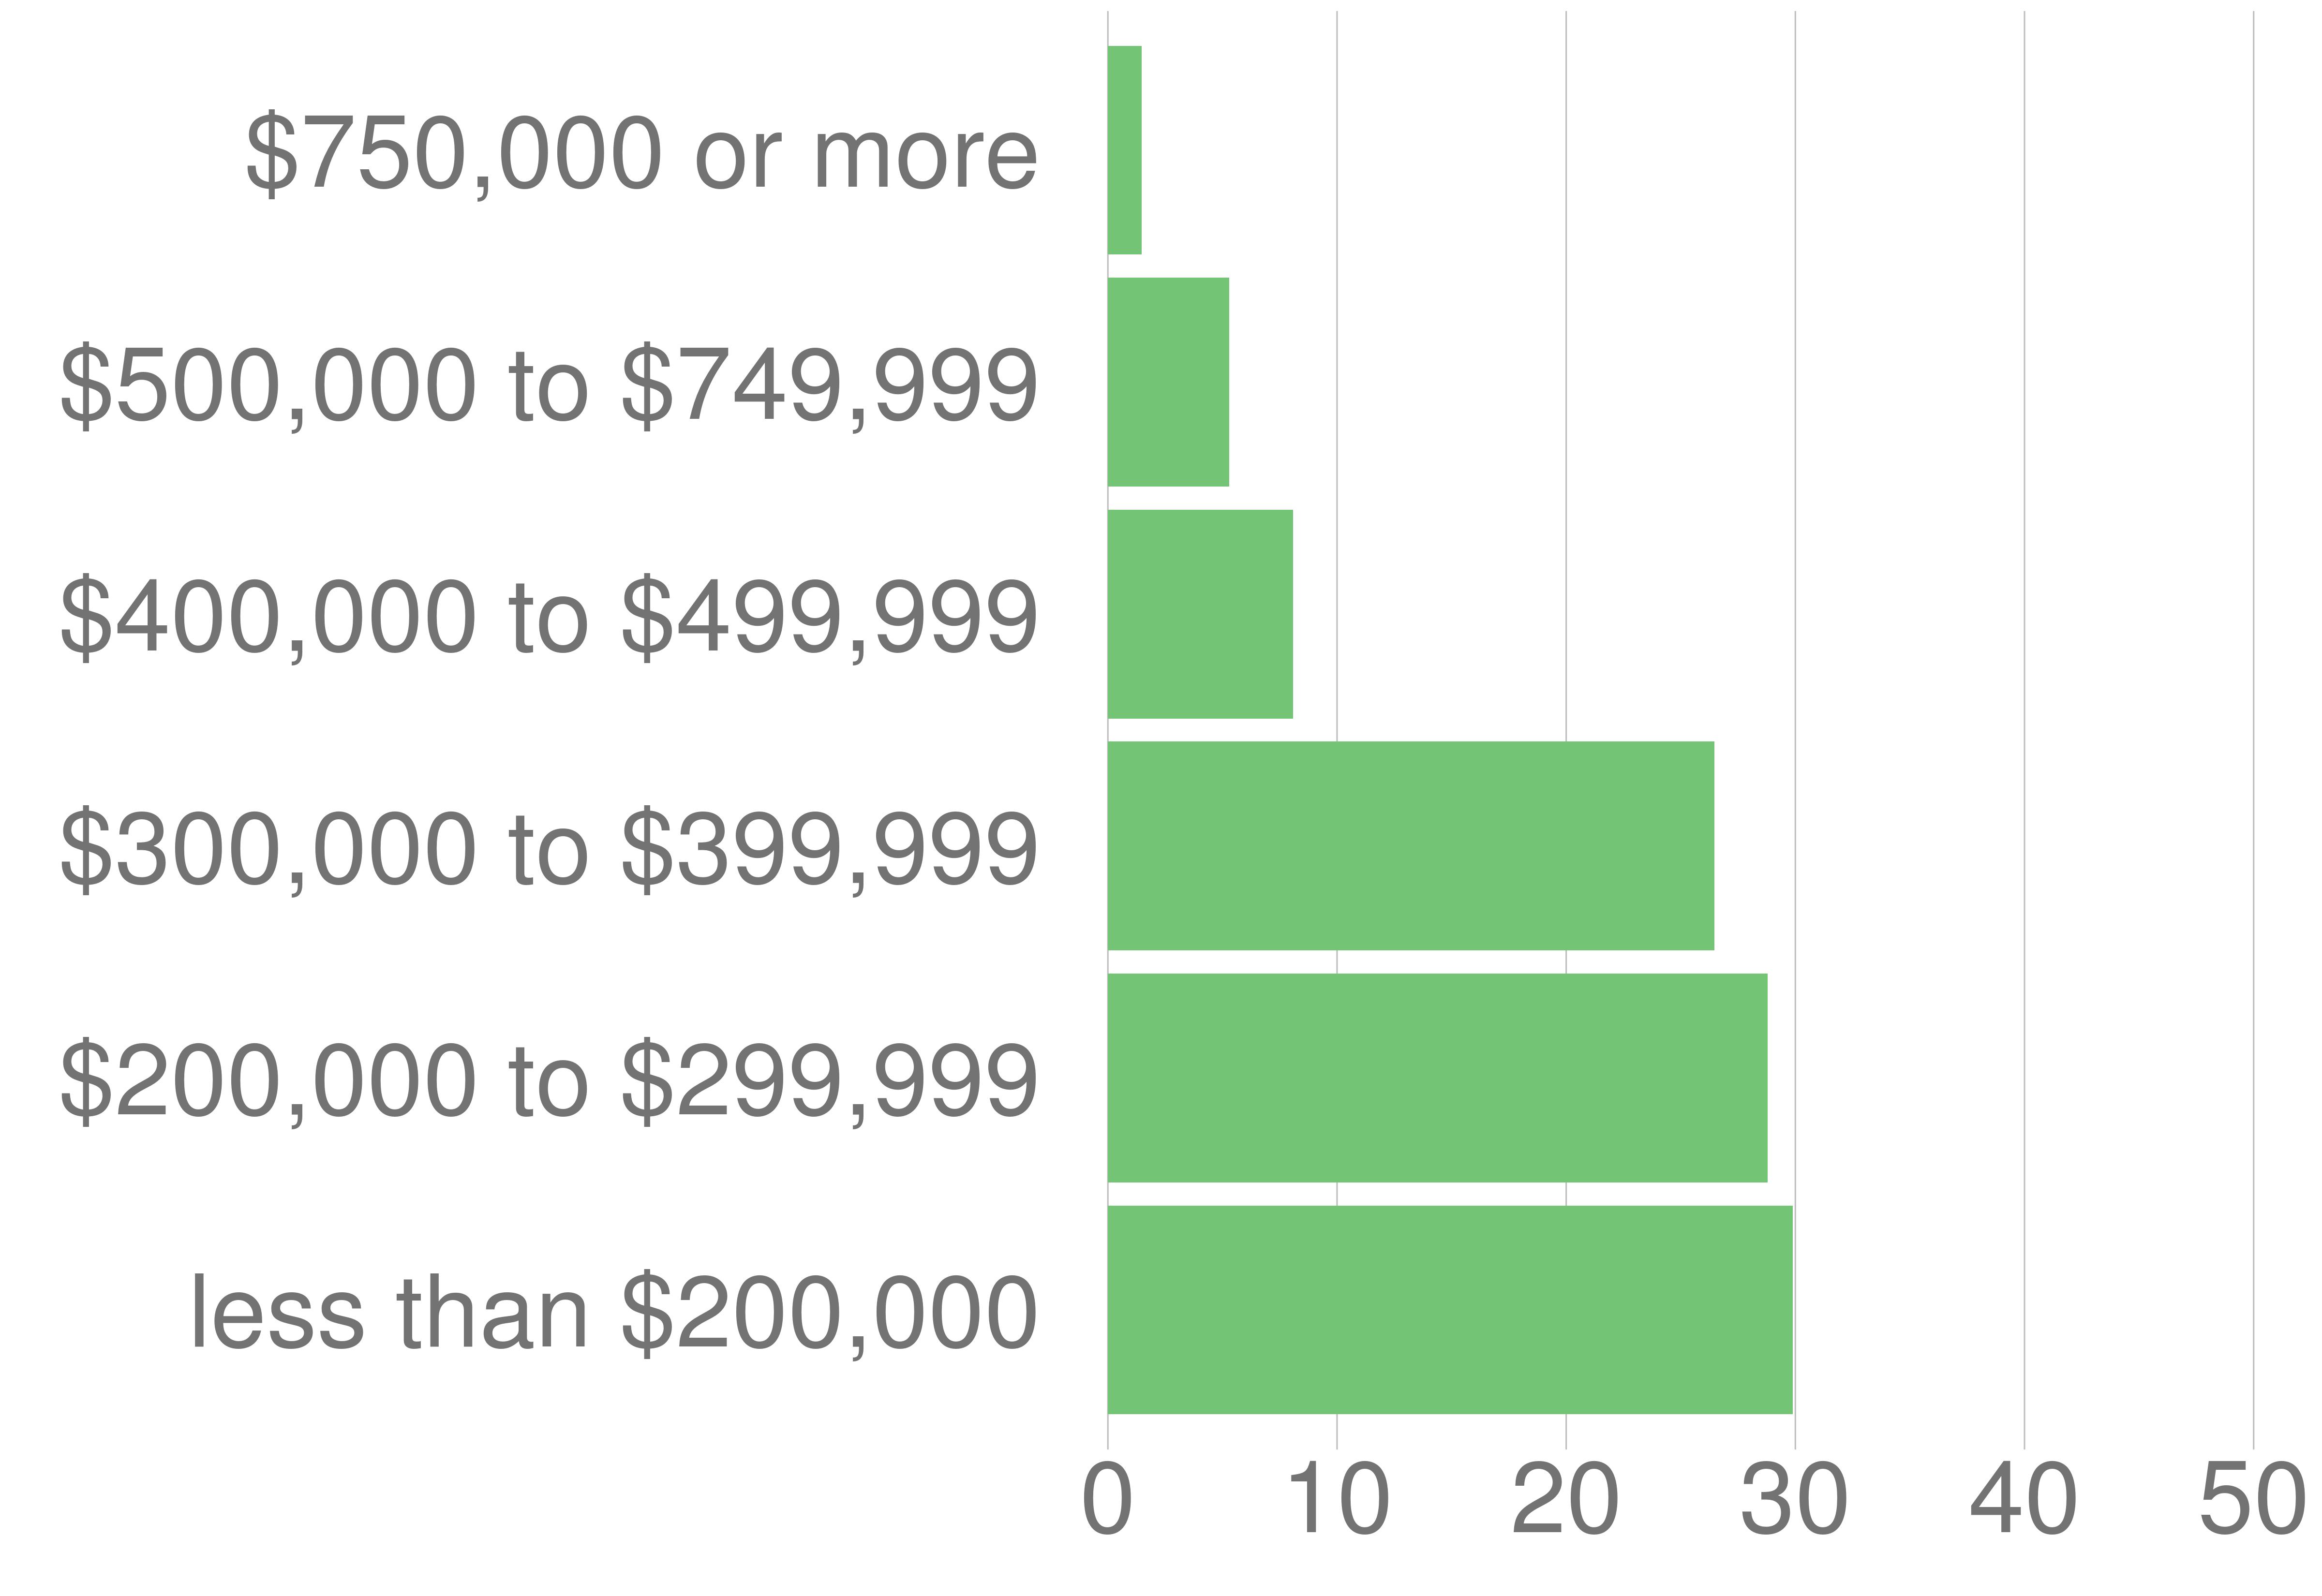 $750,000 or more
$500,000 to $749,999
$400,000 to $499,999
$300,000 to $399,999
$200,000 to $299,999
less than $200,000
0 10 20 30 40 50